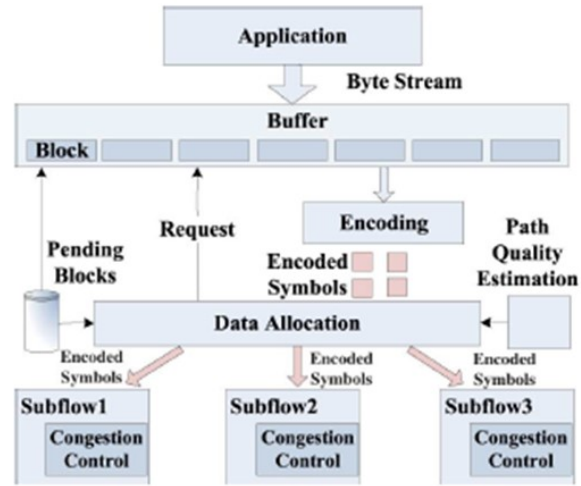 Application
Byte Stream
Buffer
Block
Encoding
Request
Path
Quality
Estimation
Pending
Blocks
Encoded
Symbols
Data Allocation
Encoded
Symbols
Encoded
Symbols
Encoded
Symbols
Subflow1
Congestion
Control
Subflow2
Congestion
Control
Subflow3
Congestion
Control